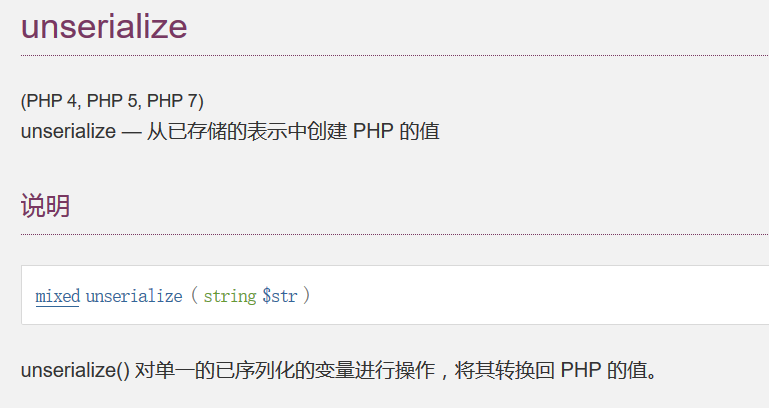 unserialize
(PHP 4, PHP 5, PHP 7)
unserialize — 从已存储的表示中创建 PHP 的值
说明
mixed unserialize ( string $str )
unserialize() 对单一的已序列化的变量进行操作，将其转换回 PHP 的值。